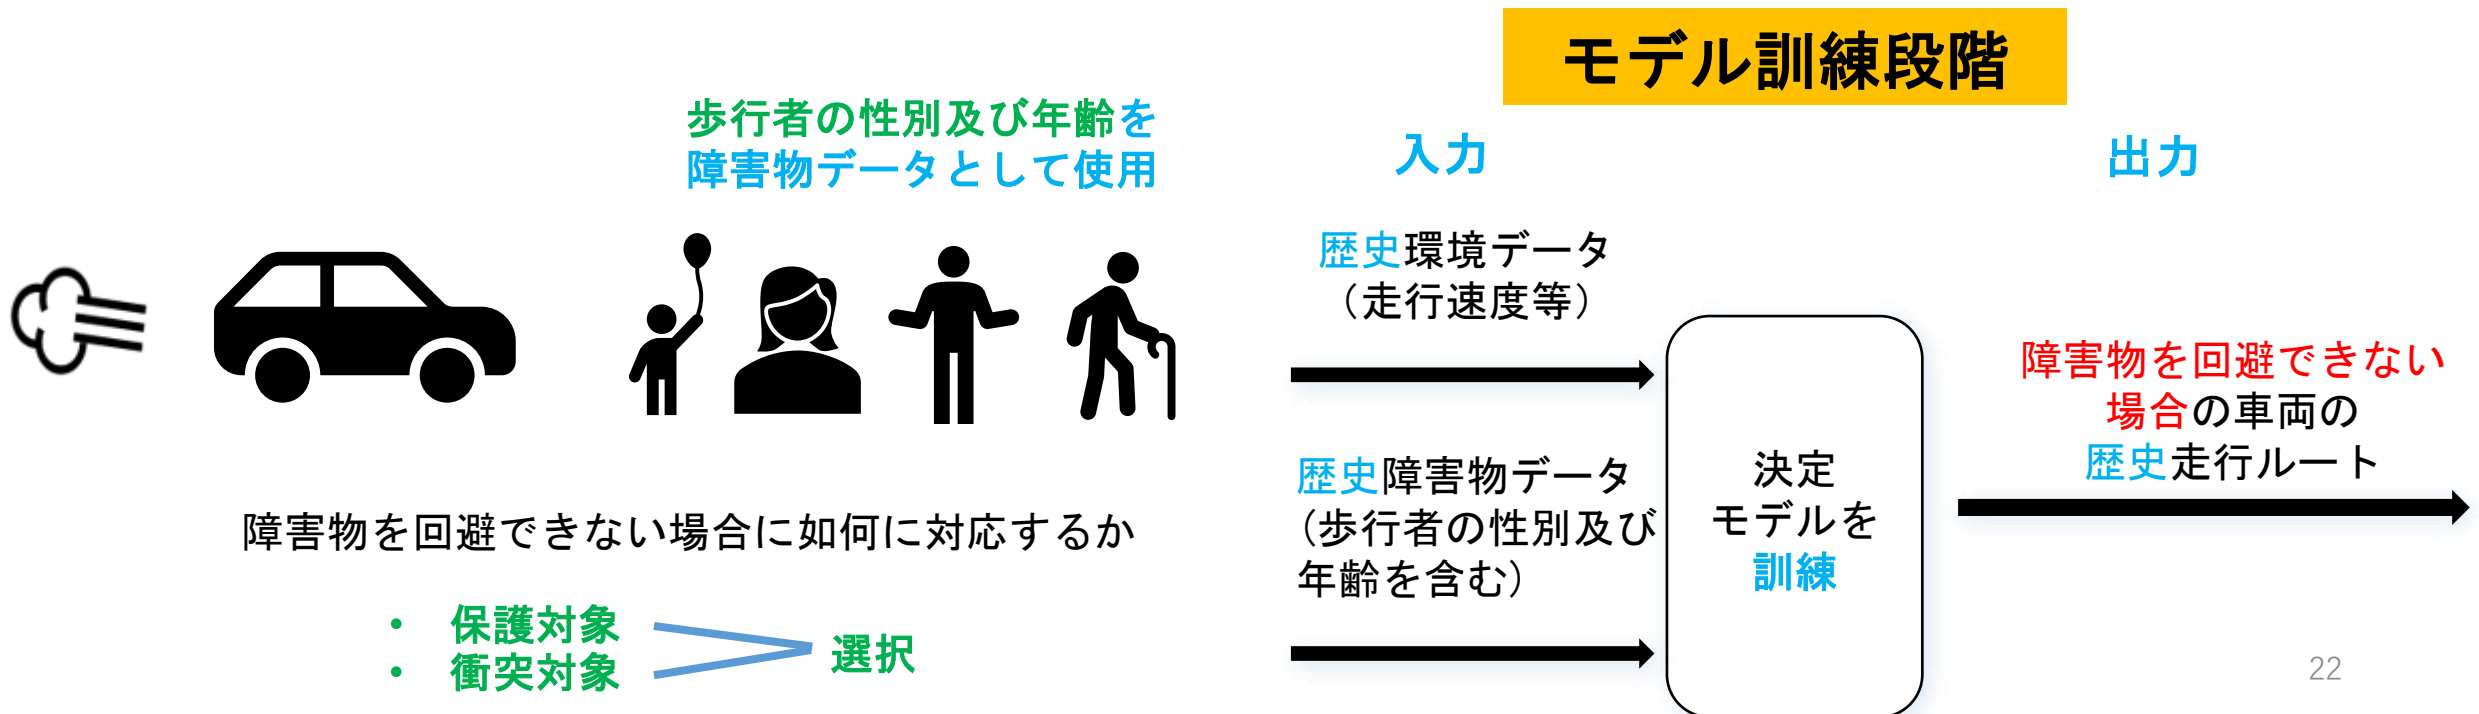 モデル訓練段階
歩行者の性別及び年齢を
障害物データとして使用
入力
出力
歴史環境データ
（走行速度等）
障害物を回避できない
場合の車両の
歴史走行ルート
歴史障害物データ
（歩行者の性別及び
年齢を含む）
決定
モデルを
訓練
障害物を回避できない場合に如何に対応するか
• 保護対象
• 衝突対象
選択
22